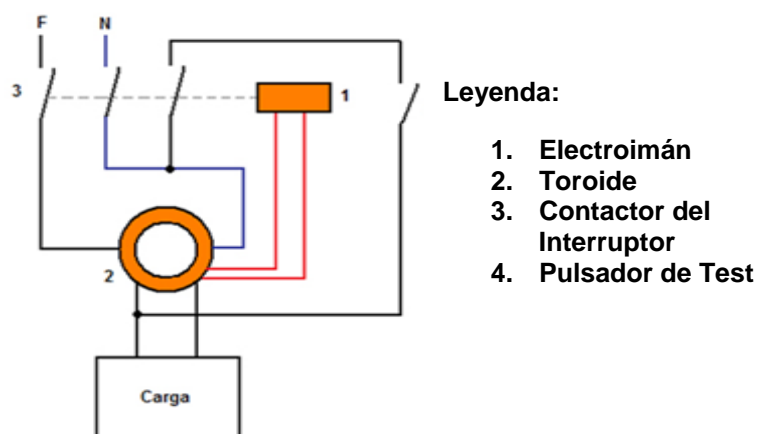 F N
3
1
Leyenda:
1. Electroimán
2. Toroide
3. Contactor del
Interruptor
4. Pulsador de Test
2
Carga